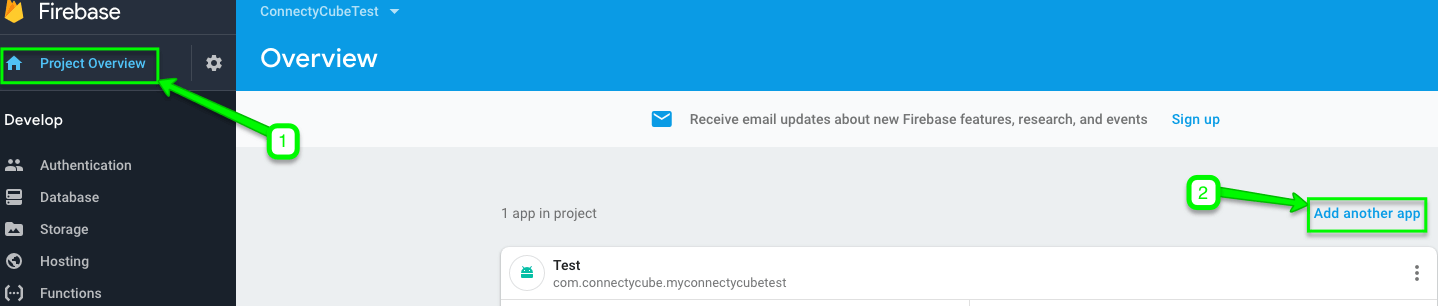 Firebase
ConnectyCubeTest
Project Overview
Overview
Receive email updates about new Firebase features, research, and events Sign up
Develop
1
Authentication
Database
Storage
Hosting
Functions
2
1 app in project
Add another app
Test
com.connectycube.myconnectycubetest